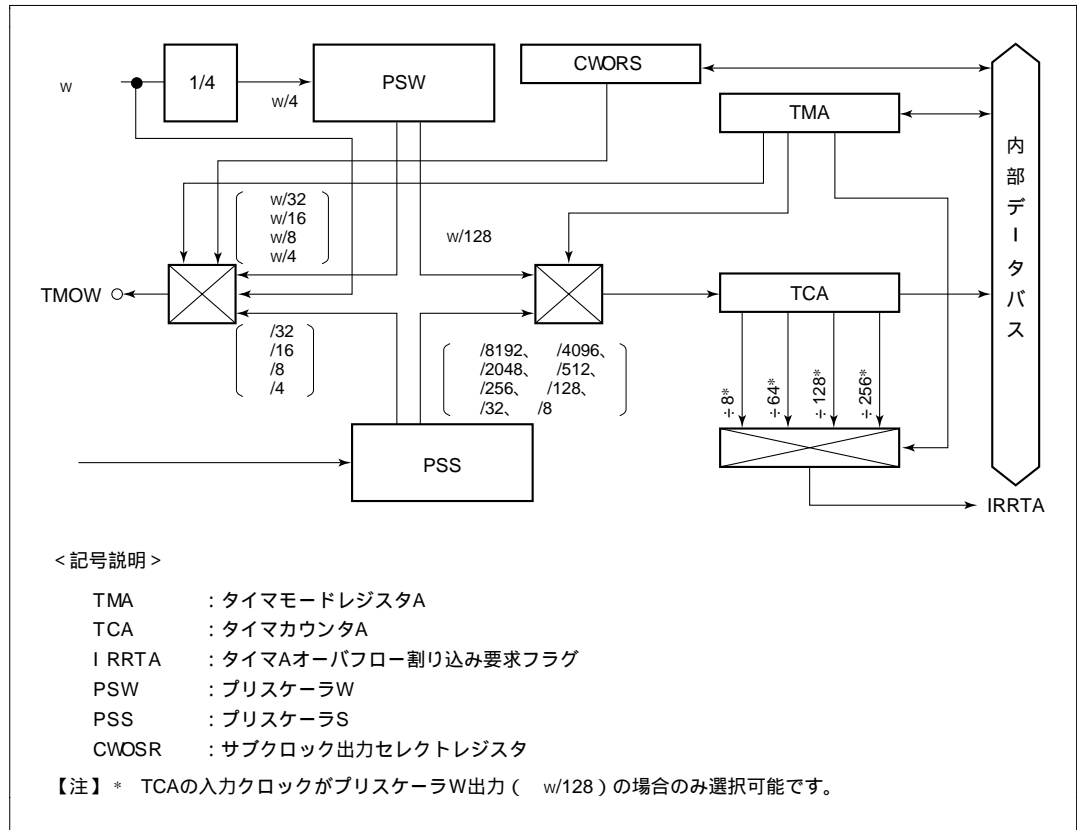 w
1/4
w/4
PSW
CWORS
TMA
w/32
w/16
w/8
w/4
w/128
TMOW
TCA
/32
/16
/8
/4
/8192、 /4096、
/2048、 /512、
/256、 /128、
/32、 /8
÷8*
÷64*
÷128*
÷256*
PSS
内部データバス
IRRTA
<記号説明>
TMA :タイマモードレジスタA
TCA :タイマカウンタA
IRRTA :タイマAオーバフロー割り込み要求フラグ
PSW :プリスケーラW
PSS :プリスケーラS
CWOSR :サブクロック出力セレクトレジスタ
【注】* TCAの入力クロックがプリスケーラW出力( w/128)の場合のみ選択可能です。